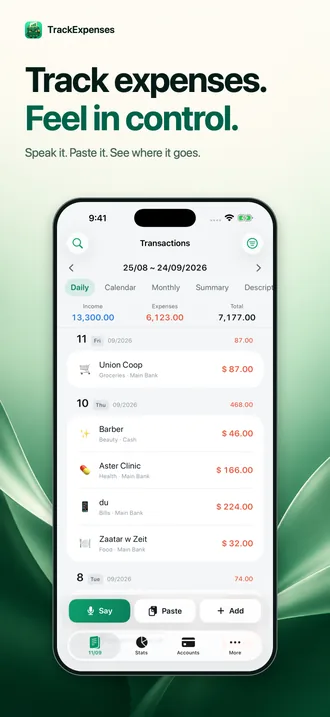 TrackExpenses
Track expenses.
Feel in control.
Speak it. Paste it. See where it goes.
9:41
Transactions
25/08 ~ 24/09/2026
Daily Calendar Monthly Summary Descript
Income Expenses Total
13,300.00 6,123.00 7,177.00
11 Fri 09/2026 87.00
Union Coop
Groceries · Main Bank
$ 87.00
10 Thu 09/2026 468.00
Barber
Beauty · Cash
$ 46.00
Aster Clinic
Health · Main Bank
$ 166.00
du
Bills · Main Bank
$ 224.00
Zaatar w Zeit
Food · Main Bank
$ 32.00
8 Tue 09/2026 74.00
Say Paste + Add
11/09 Stats Accounts More